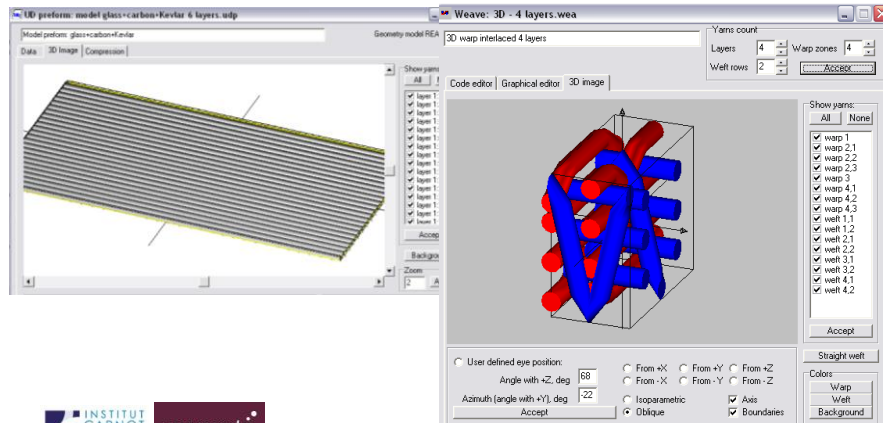 UD preform: model glass+carbon+Kevlar 6 layers.udp
Model preform: glass+carbon+Kevlar
Geometry model REA
Data
3D Image
Compression
Show yarns
All
layer 1:
layer 1:
layer 1:
layer 1:
layer 1:
layer 1:
layer 1:
layer 1:
layer 1:
layer 1:
layer 1:
layer 1:
layer 1:
Accep
Backgrou
Zoom
2
A
Weave: 3D - 4 layers.wea
3D warp interlaced 4 layers
Yarns count
Layers 4 Warp zones 4
Weft rows 2 Accept
Code editor
Graphical editor
3D image
Show yarns:
All None
warp 1
warp 2,1
warp 2,2
warp 2,3
warp 3
warp 4,1
warp 4,2
warp 4,3
weft 1,1
weft 1,2
weft 2,1
weft 2,2
weft 3,1
weft 3,2
weft 4,1
weft 4,2
Accept
Straight weft
Colors
Warp
Weft
Background
User defined eye position:
Angle with +Z, deg 68
Azimuth (angle with +Y), deg -22
Accept
From +X From +Y From +Z
From - X From - Y From - Z
Isoparametric
Oblique
Axis
Boundaries
INSTITUT
CARNOT